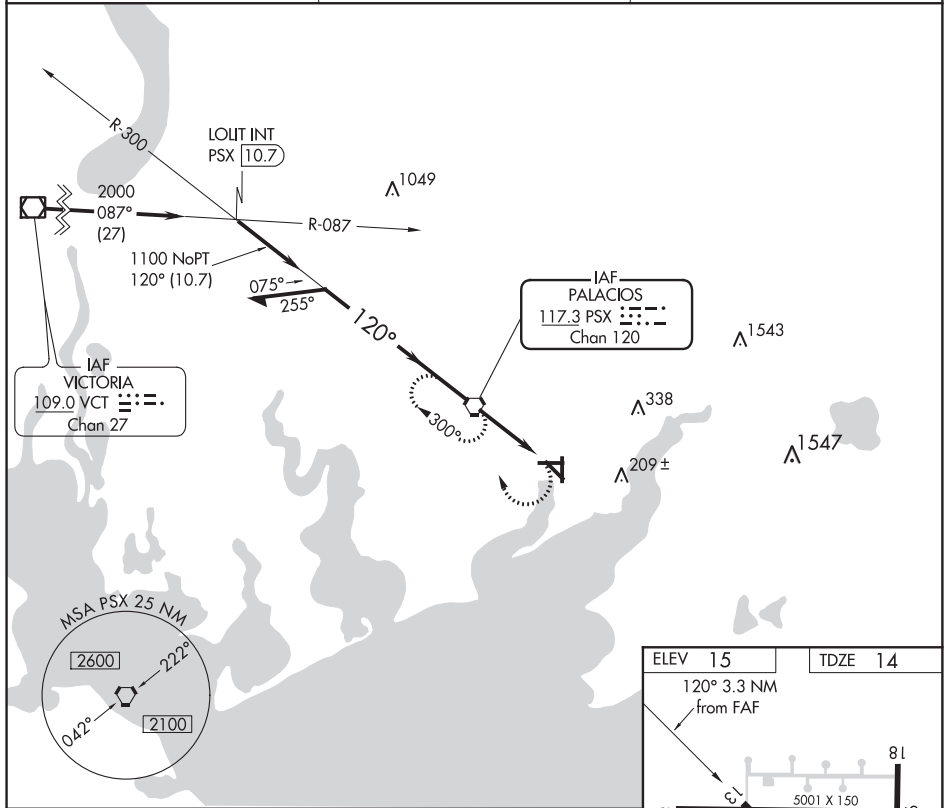 R-300
LOLIT INT
PSX 10.7
1049
2000
087°
(27)
R-087
1100 NoPT
120° (10.7)
075°
255°
120°
IAF
PALACIOS
117.3 PSX
Chan 120
1543
IAF
VICTORIA
109.0 VCT
Chan 27
300°
338
209 ±
1547
MSA PSX 25 NM
2600
222°
042°
2100
ELEV 15
TDZE 14
120° 3.3 NM
from FAF
18
13
5001 X 150